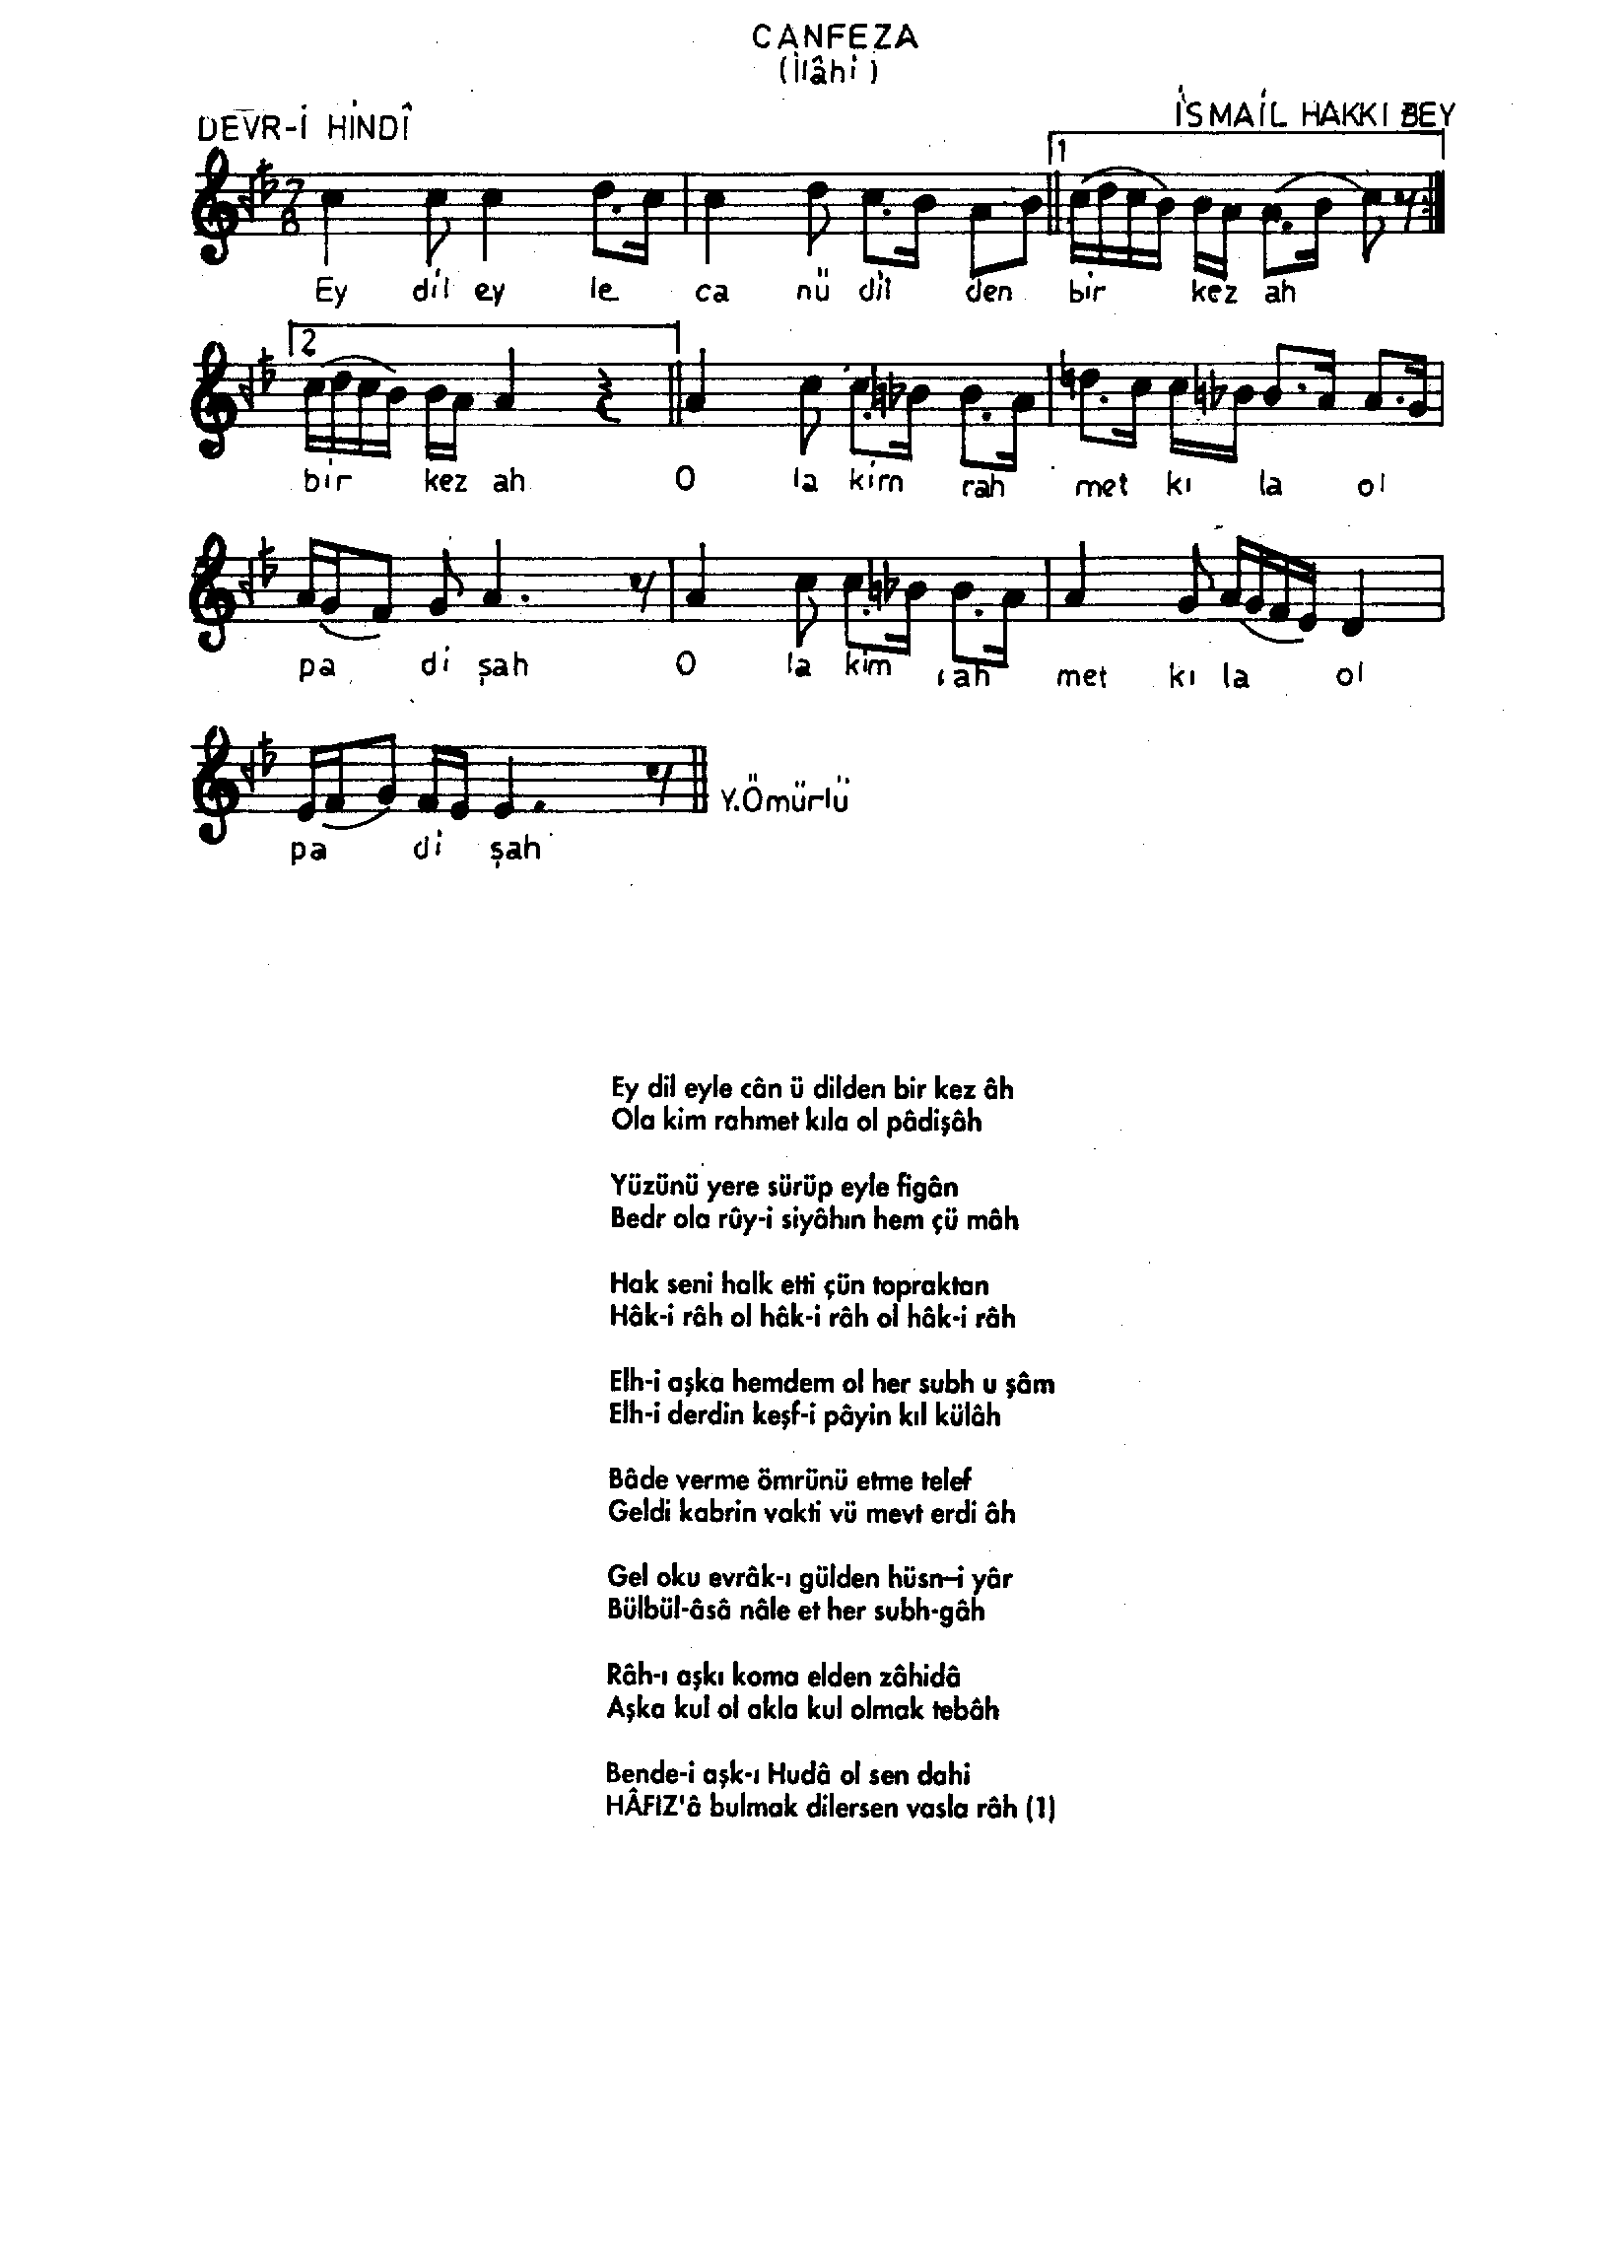 CANFEZA
(İlâhi)
DEVR-İ HİNDÎ
İSMAİL HAKKI BEY
7
8
1
Ey dil ey le ca nü dil den bir kez ah
2
bir kez ah O la kim rah met kı la ol
pa di şah O la kim rah met kı la ol
Y.Ömürlü
pa di şah
Ey dil eyle cân ü dilden bir kez âh
Ola kim rahmet kıla ol pâdişâh
Yüzünü yere sürüp eyle figân
Bedr ola rûy-i siyâhın hem çü mâh
Hak seni halk etti çün topraktan
Hâk-i râh ol hâk-i râh ol hâk-i râh
Elh-i aşka hemdem ol her subh u şâm
Elh-i derdin keşf-i pâyin kıl külâh
Bâde verme ömrünü etme telef
Geldi kabrin vakti vü mevt erdi âh
Gel oku evrâk-ı gülden hüsn-i yâr
Bülbül-âsâ nâle et her subh-gâh
Râh-ı aşkı koma elden zâhidâ
Aşka kul ol akla kul olmak tebâh
Bende-i aşk-ı Hudâ ol sen dahi
HÂFIZ'â bulmak dilersen vasla râh (1)